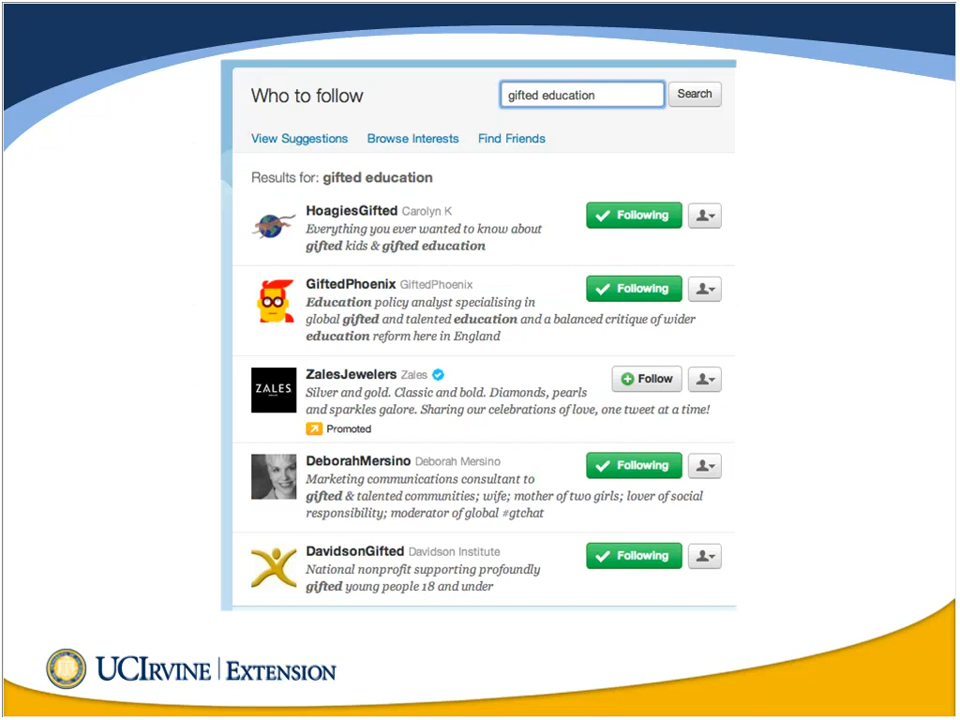 Who to follow
gifted education
Search
View Suggestions Browse Interests Find Friends
Results for: gifted education
HoagiesGifted Carolyn K
Following
Everything you ever wanted to know about
gifted kids & gifted education
GiftedPhoenix GiftedPhoenix
Following
Education policy analyst specialising in
global gifted and talented education and a balanced critique of wider
education reform here in England
ZALES
ZalesJewelers Zales
Follow
Silver and gold. Classic and bold. Diamonds, pearls
and sparkles galore. Sharing our celebrations of love, one tweet at a time!
Promoted
DeborahMersino Deborah Mersino
Following
Marketing communications consultant to
gifted & talented communities; wife; mother of two girls; lover of social
responsibility; moderator of global #gtchat
DavidsonGifted Davidson Institute
Following
National nonprofit supporting profoundly
gifted young people 18 and under
UCIRVINE | EXTENSION